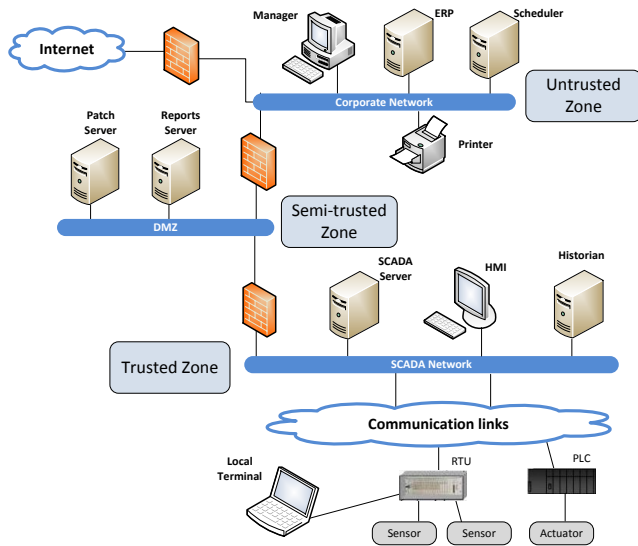 Manager
ERP
Scheduler
Internet
Corporate Network
Untrusted
Zone
Patch
Server
Reports
Server
Printer
DMZ
Semi-trusted
Zone
SCADA
Server
HMI
Historian
Trusted Zone
SCADA Network
Communication links
Local
Terminal
RTU
PLC
Sensor
Sensor
Actuator